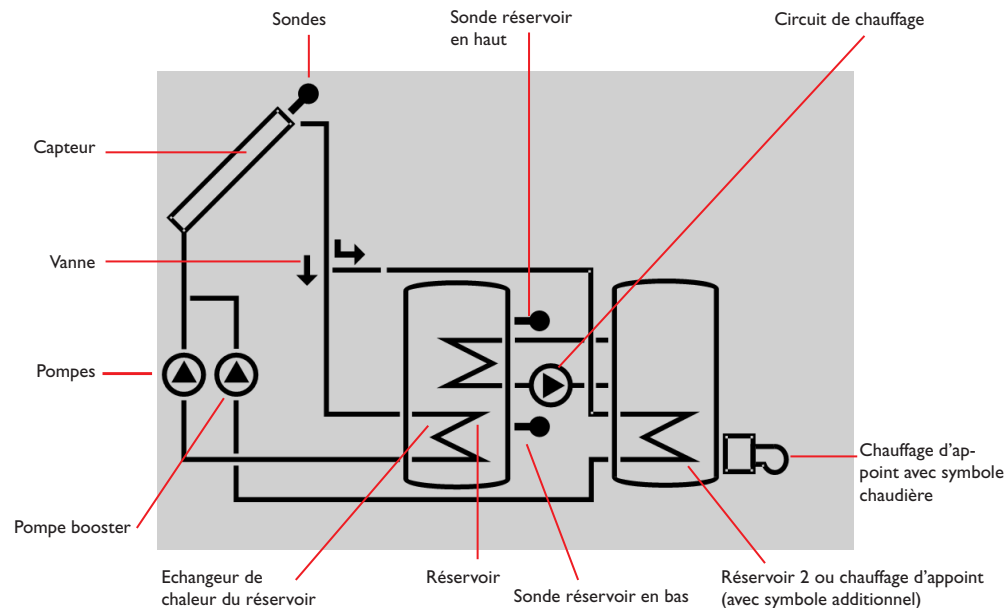 Sondes
Sonde réservoir
en haut
Circuit de chauffage
Capteur
Vanne
Pompes
Chauffage d’ap-
point avec symbole
chaudière
Pompe booster
Echangeur de
chaleur du réservoir
Réservoir
Sonde réservoir en bas
Réservoir 2 ou chauffage d’appoint
(avec symbole additionnel)